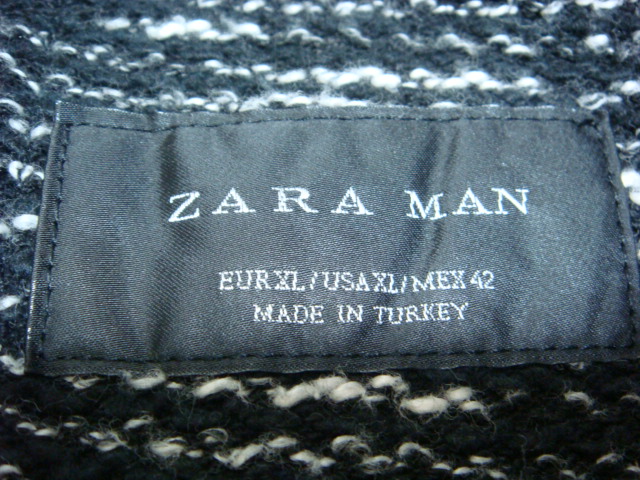 ZARA MAN
EUR XL/USA XL/MEX 42
MADE IN TURKEY